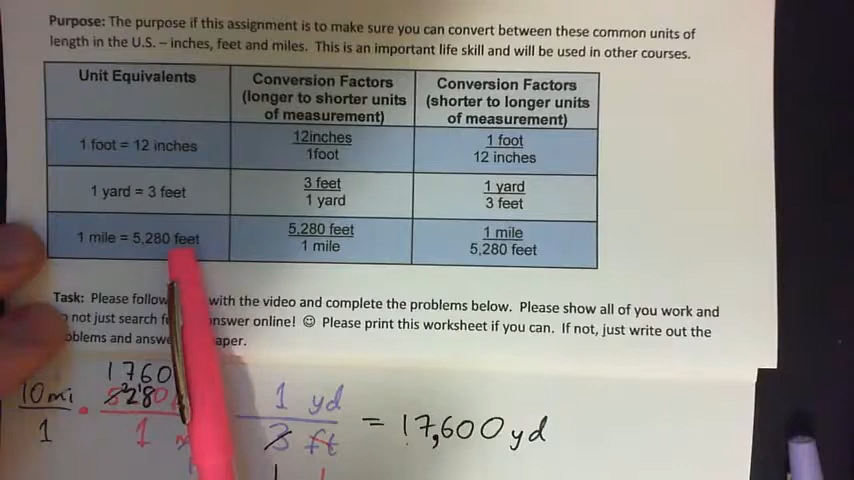 Purpose: The purpose if this assignment is to make sure you can convert between these common units of
length in the U.S. – inches, feet and miles. This is an important life skill and will be used in other courses.
Unit Equivalents
Conversion Factors
(longer to shorter units
of measurement)
Conversion Factors
(shorter to longer units
of measurement)
1 foot = 12 inches
12inches
1foot
1 foot
12 inches
1 yard = 3 feet
3 feet
1 yard
1 yard
3 feet
1 mile = 5,280 feet
5,280 feet
1 mile
1 mile
5,280 feet
Task: Please follow with the video and complete the problems below. Please show all of you work and
not just search answer online! ☺ Please print this worksheet if you can. If not, just write out the
1760
10mi
1
5280
1
1 yd
3 ft
1 1
= 17,600yd